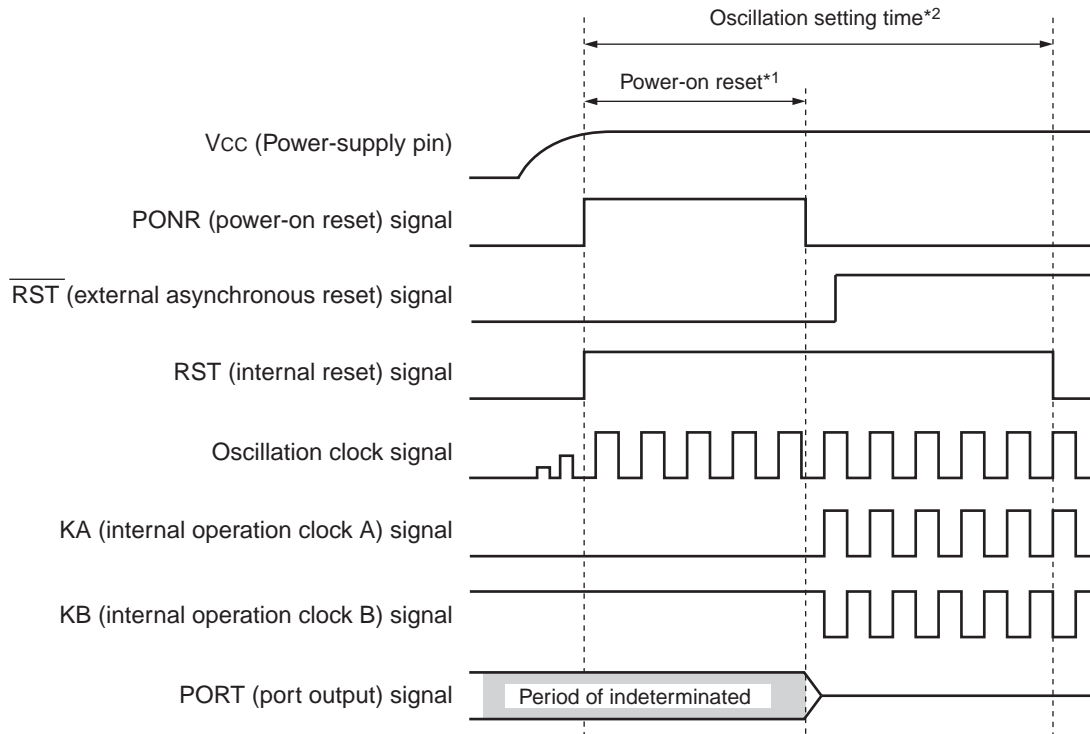 Oscillation setting time*2
Power-on reset*1
VCC (Power-supply pin)
PONR (power-on reset) signal
RST (external asynchronous reset) signal
RST (internal reset) signal
Oscillation clock signal
KA (internal operation clock A) signal
KB (internal operation clock B) signal
PORT (port output) signal
Period of indeterminated